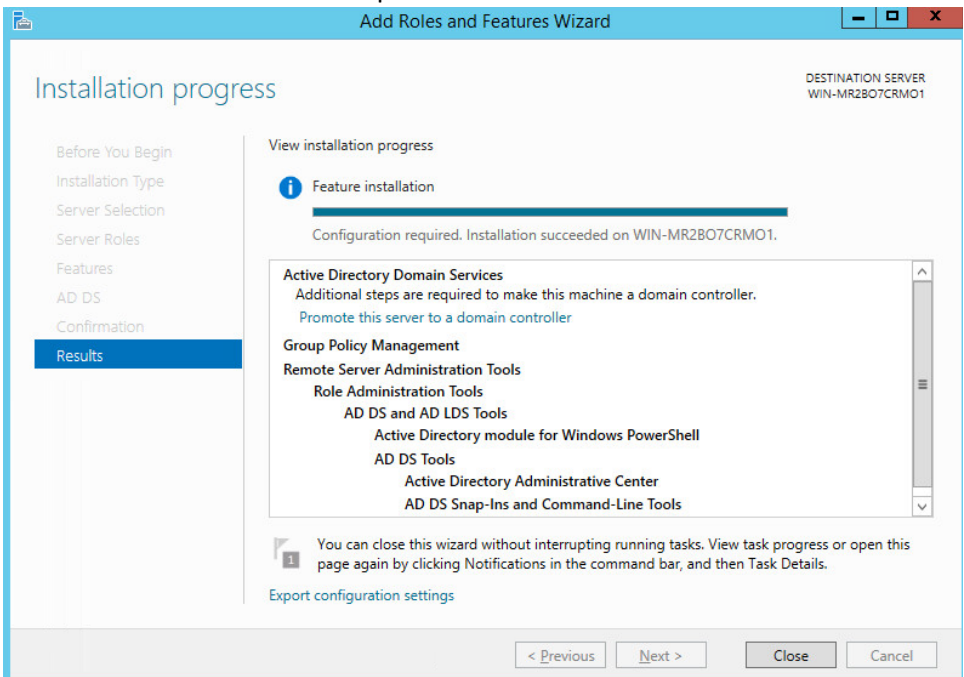 Add Roles and Features Wizard
Installation progress
DESTINATION SERVER
WIN-MR2BO7CRMO1
Before You Begin
Installation Type
Server Selection
Server Roles
Features
AD DS
Confirmation
Results
View installation progress
Feature installation
Configuration required. Installation succeeded on WIN-MR2BO7CRMO1.
Active Directory Domain Services
Additional steps are required to make this machine a domain controller.
Promote this server to a domain controller
Group Policy Management
Remote Server Administration Tools
Role Administration Tools
AD DS and AD LDS Tools
Active Directory module for Windows PowerShell
AD DS Tools
Active Directory Administrative Center
AD DS Snap-Ins and Command-Line Tools
1
You can close this wizard without interrupting running tasks. View task progress or open this
page again by clicking Notifications in the command bar, and then Task Details.
Export configuration settings
< Previous
Next >
Close
Cancel